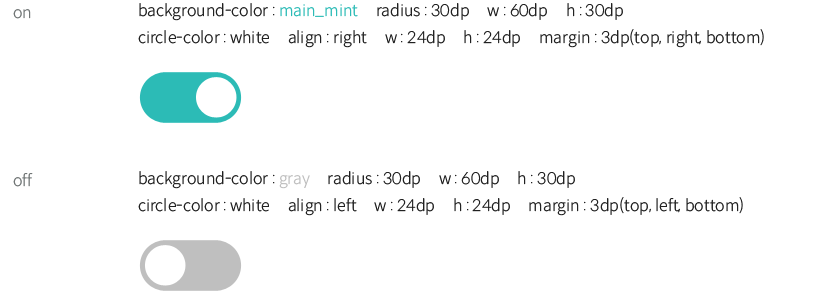 on
background-color : main_mint radius : 30dp w : 60dp h : 30dp
circle-color : white align : right w : 24dp h : 24dp margin : 3dp(top, right, bottom)
off
background-color : gray radius : 30dp w : 60dp h : 30dp
circle-color : white align : left w : 24dp h : 24dp margin : 3dp(top, left, bottom)